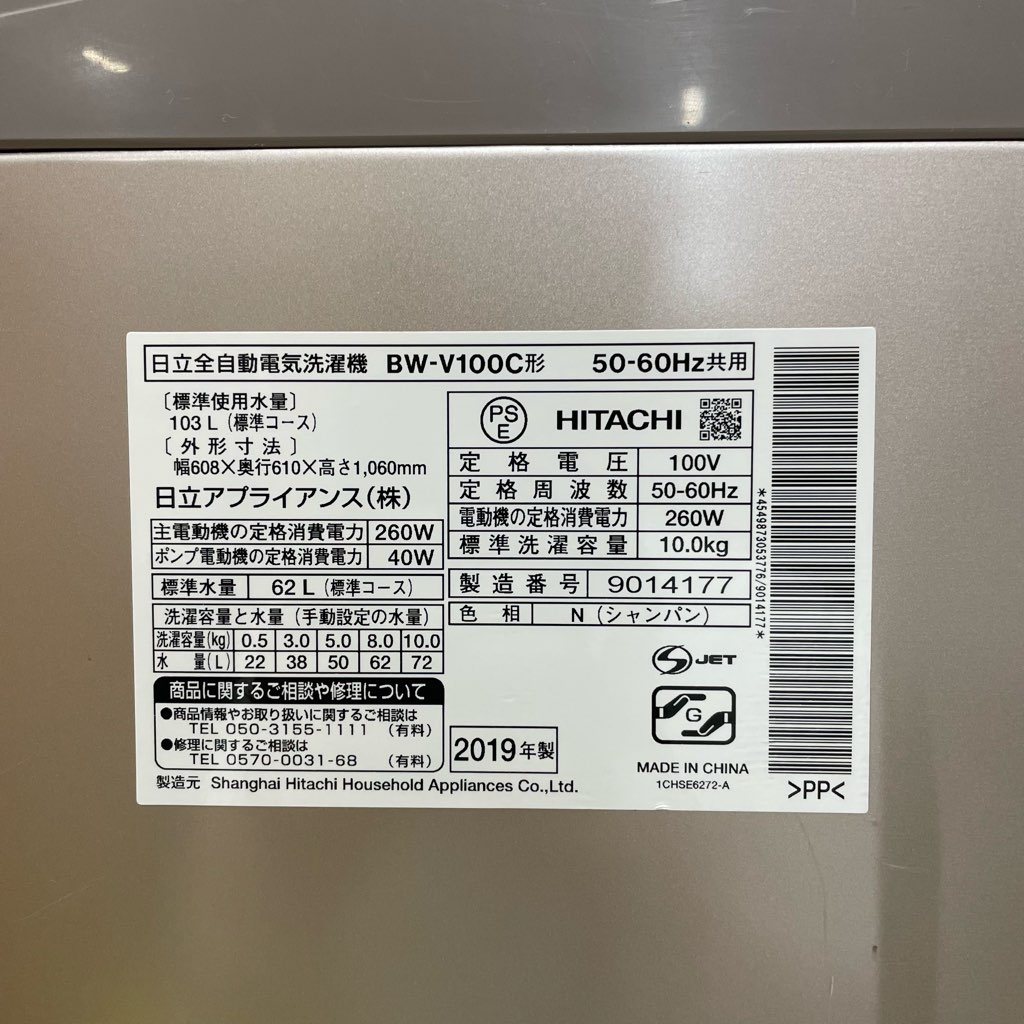 日立全自動電気洗濯機 BW-V100C形 50-60Hz共用
〔標準使用水量〕
103 L (標準コース)
〔外形寸法〕
幅608×奥行610×高さ1,060mm
日立アプライアンス(株)
主電動機の定格消費電力 260W
ポンプ電動機の定格消費電力 40W
標準水量 62 L (標準コース)
洗濯容量と水量 (手動設定の水量)
洗濯容量(kg) 0.5 3.0 5.0 8.0 10.0
水量(L) 22 38 50 62 72
商品に関するご相談や修理について
●商品情報やお取り扱いに関するご相談は
TEL 050-3155-1111 (有料)
●修理に関するご相談は
TEL 0570-0031-68 (有料)
製造元 Shanghai Hitachi Household Appliances Co.,Ltd.
PSE HITACHI
定格電圧 100V
定格周波数 50-60Hz
電動機の定格消費電力 260W
標準洗濯容量 10.0kg
製造番号 9014177
色相 N (シャンパン)
S JET
G
2019年製
MADE IN CHINA
1CHSE6272-A
*4549873053776/9014177*
>PP<